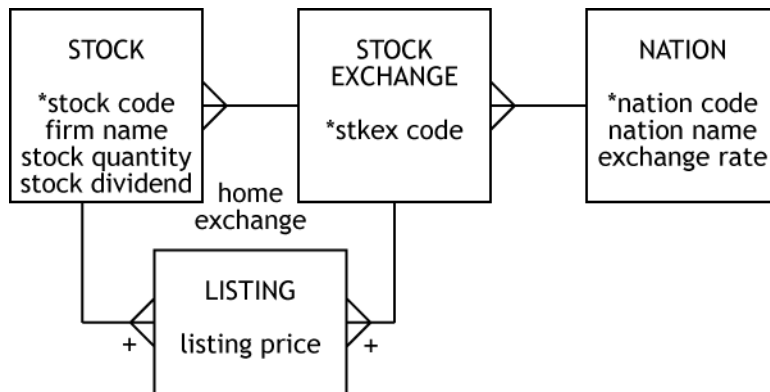 STOCK
*stock code
firm name
stock quantity
stock dividend
STOCK
EXCHANGE
*stkex code
NATION
*nation code
nation name
exchange rate
home
exchange
LISTING
listing price
+
+